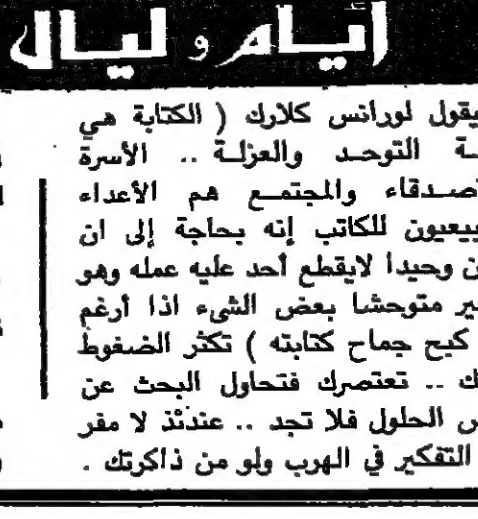 أيام و ليال
يقول لورانس كلارك ( الكتابة هي
ـة التوحد والعزلة .. الأسرة
صدقاء والمجتمع هم الأعداء
بيعيون للكاتب إنه بحاجة إلى ان
ن وحيدا لايقطع أحد عليه عمله وهو
ير متوحشا بعض الشىء اذا أرغم
كبح جماح كتابته ) تكثر الضغوط
ك .. تعتصرك فتحاول البحث عن
ض الحلول فلا تجد .. عندئذ لا مفر
التفكير في الهرب ولو من ذاكرتك .